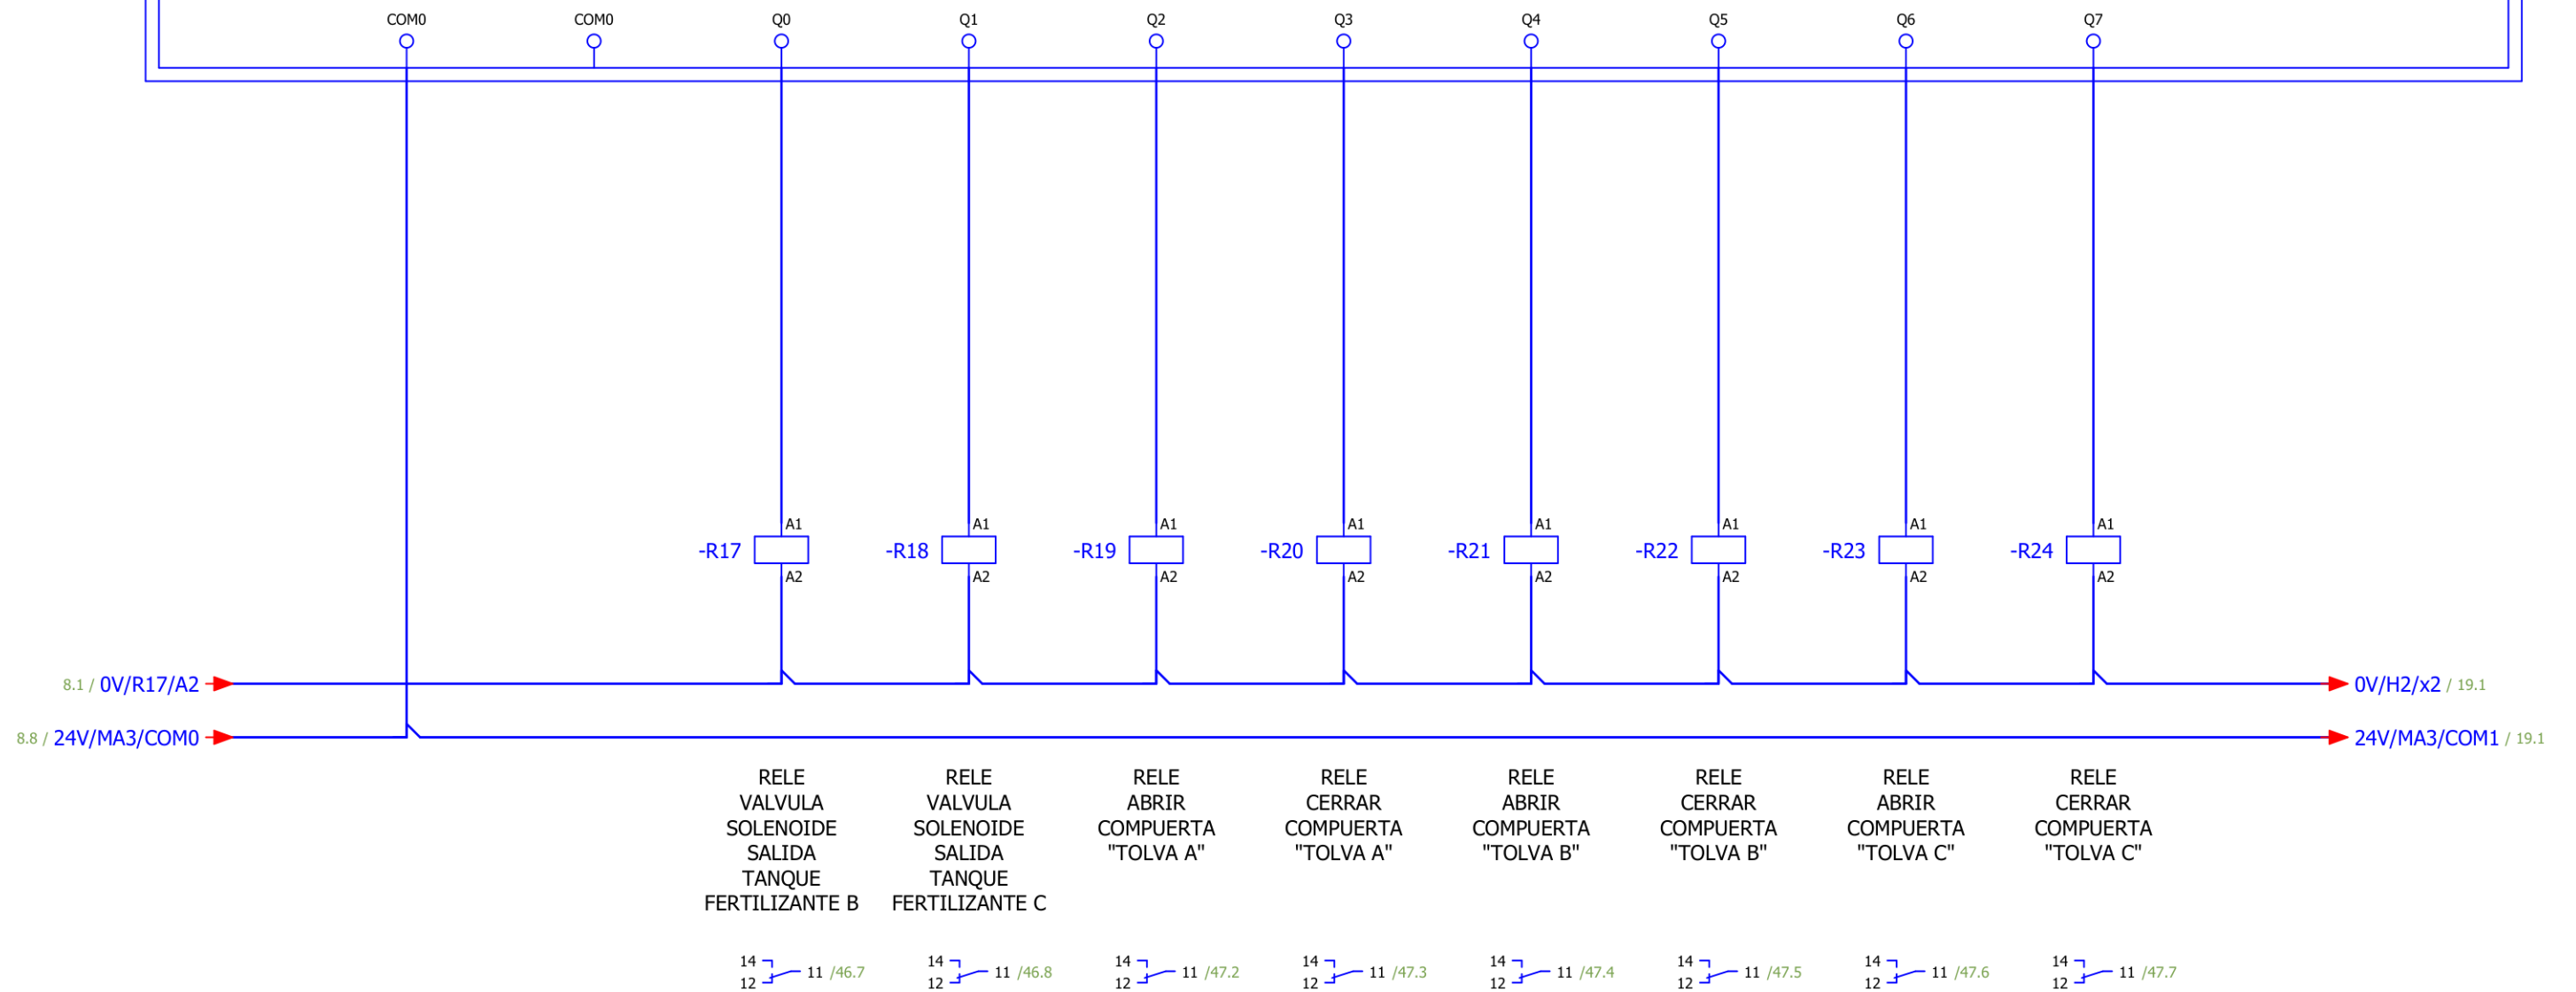 COM0 COM0 Q0 Q1 Q2 Q3 Q4 Q5 Q6 Q7
A1 A1 A1 A1 A1 A1 A1 A1
-R17 -R18 -R19 -R20 -R21 -R22 -R23 -R24
A2 A2 A2 A2 A2 A2 A2 A2
8.1 / 0V/R17/A2 0V/H2/x2 / 19.1
8.8 / 24V/MA3/COM0 24V/MA3/COM1 / 19.1
RELE
VALVULA
SOLENOIDE
SALIDA
TANQUE
FERTILIZANTE B
RELE
VALVULA
SOLENOIDE
SALIDA
TANQUE
FERTILIZANTE C
RELE
ABRIR
COMPUERTA
"TOLVA A"
RELE
CERRAR
COMPUERTA
"TOLVA A"
RELE
ABRIR
COMPUERTA
"TOLVA B"
RELE
CERRAR
COMPUERTA
"TOLVA B"
RELE
ABRIR
COMPUERTA
"TOLVA C"
RELE
CERRAR
COMPUERTA
"TOLVA C"
14 14 14 14 14 14 14 14
11 /46.7 11 /46.8 11 /47.2 11 /47.3 11 /47.4 11 /47.5 11 /47.6 11 /47.7
12 12 12 12 12 12 12 12